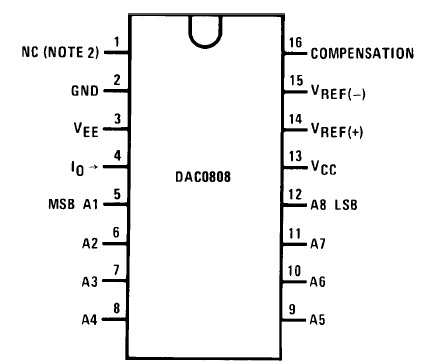 NC (NOTE 2) 1
GND 2
VEE 3
IO → 4
MSB A1 5
A2 6
A3 7
A4 8
DAC0808
16 COMPENSATION
15 VREF(−)
14 VREF(+)
13 VCC
12 A8 LSB
11 A7
10 A6
9 A5